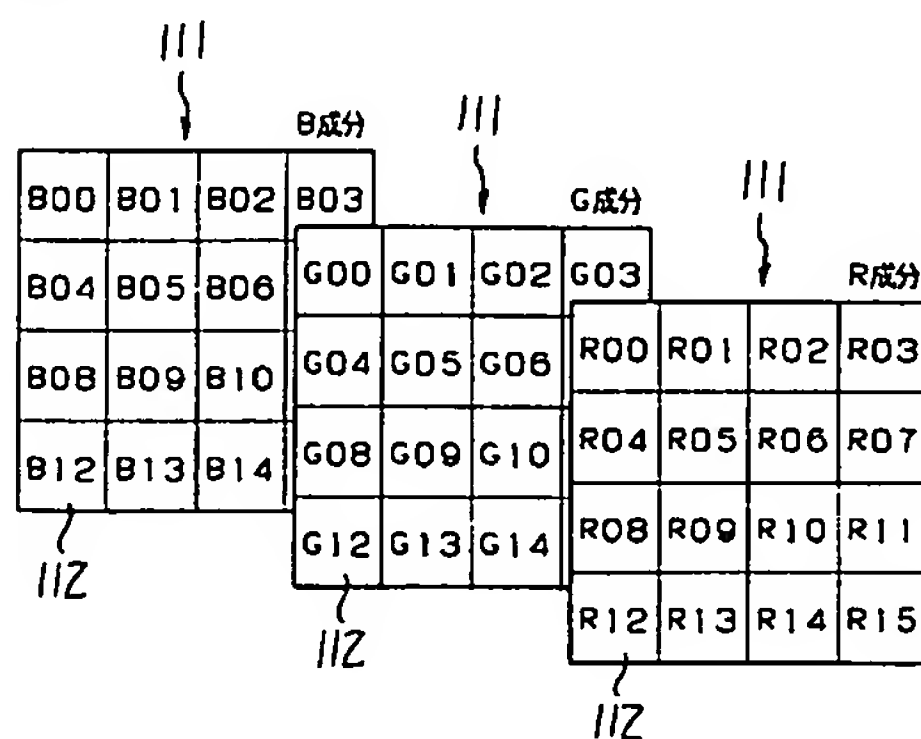 111
B成分
B00 B01 B02 B03
B04 B05 B06
B08 B09 B10
B12 B13 B14
112
111
G成分
G00 G01 G02 G03
G04 G05 G06
G08 G09 G10
G12 G13 G14
112
111
R成分
R00 R01 R02 R03
R04 R05 R06 R07
R08 R09 R10 R11
R12 R13 R14 R15
112